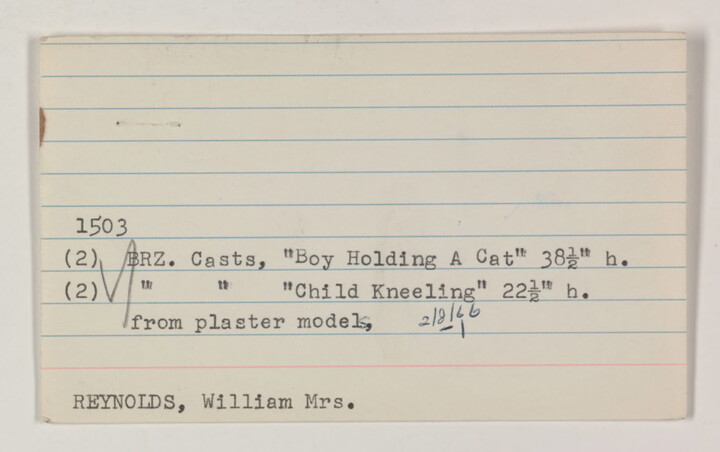 1503
(2) BRZ. Casts, "Boy Holding A Cat" 38½" h.
(2) " " "Child Kneeling" 22½" h.
from plaster models, 2/8/66
REYNOLDS, William Mrs.